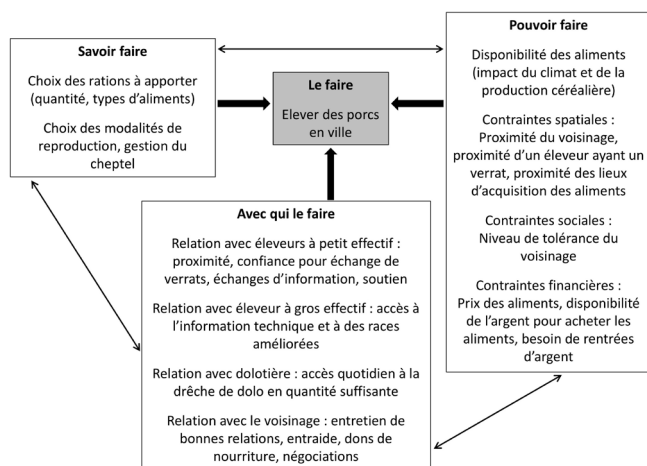 Savoir faire
Choix des rations à apporter
(quantité, types d'aliments)
Choix des modalités de
reproduction, gestion du
cheptel
Le faire
Elever des porcs
en ville
Pouvoir faire
Disponibilité des aliments
(impact du climat et de la
production céréalière)
Contraintes spatiales :
Proximité du voisinage,
proximité d'un éleveur ayant un
verrat, proximité des lieux
d'acquisition des aliments
Contraintes sociales :
Niveau de tolérance du
voisinage
Contraintes financières :
Prix des aliments, disponibilité
de l'argent pour acheter les
aliments, besoin de rentrées
d'argent
Avec qui le faire
Relation avec éleveurs à petit effectif :
proximité, confiance pour échange de
verrats, échanges d'information, soutien
Relation avec éleveur à gros effectif : accès à
l'information technique et à des races
améliorées
Relation avec dolotière : accès quotidien à la
drêche de dolo en quantité suffisante
Relation avec le voisinage : entretien de
bonnes relations, entraide, dons de
nourriture, négociations